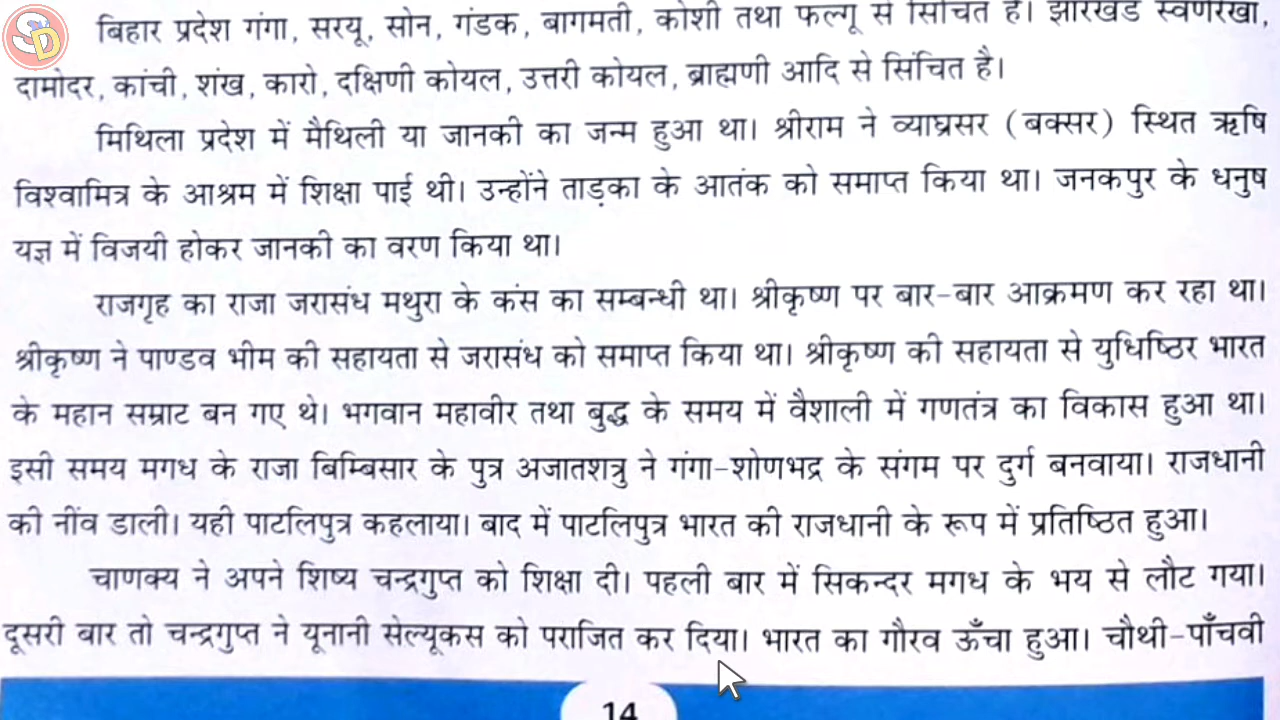 SD
बिहार प्रदेश गंगा, सरयू, सोन, गंडक, बागमती, कोशी तथा फल्गू से सिंचित है। झारखंड स्वर्णरेखा,
दामोदर, कांची, शंख, कारो, दक्षिणी कोयल, उत्तरी कोयल, ब्राह्मणी आदि से सिंचित है।
मिथिला प्रदेश में मैथिली या जानकी का जन्म हुआ था। श्रीराम ने व्याघ्रसर (बक्सर) स्थित ऋषि
विश्वामित्र के आश्रम में शिक्षा पाई थी। उन्होंने ताड़का के आतंक को समाप्त किया था। जनकपुर के धनुष
यज्ञ में विजयी होकर जानकी का वरण किया था।
राजगृह का राजा जरासंध मथुरा के कंस का सम्बन्धी था। श्रीकृष्ण पर बार-बार आक्रमण कर रहा था।
श्रीकृष्ण ने पाण्डव भीम की सहायता से जरासंध को समाप्त किया था। श्रीकृष्ण की सहायता से युधिष्ठिर भारत
के महान सम्राट बन गए थे। भगवान महावीर तथा बुद्ध के समय में वैशाली में गणतंत्र का विकास हुआ था।
इसी समय मगध के राजा बिम्बिसार के पुत्र अजातशत्रु ने गंगा-शोणभद्र के संगम पर दुर्ग बनवाया। राजधानी
की नींव डाली। यही पाटलिपुत्र कहलाया। बाद में पाटलिपुत्र भारत की राजधानी के रूप में प्रतिष्ठित हुआ।
चाणक्य ने अपने शिष्य चन्द्रगुप्त को शिक्षा दी। पहली बार में सिकन्दर मगध के भय से लौट गया।
दूसरी बार तो चन्द्रगुप्त ने यूनानी सेल्यूकस को पराजित कर दिया। भारत का गौरव ऊँचा हुआ। चौथी-पाँचवी
14